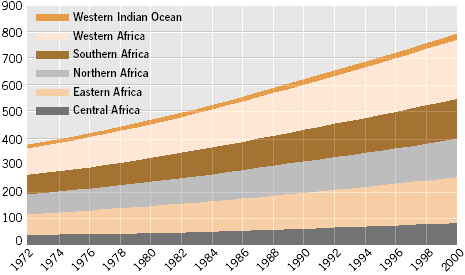 900
800
700
600
500
400
300
200
100
0
Western Indian Ocean
Western Africa
Southern Africa
Northern Africa
Eastern Africa
Central Africa
1972 1974 1976 1978 1980 1982 1984 1986 1988 1990 1992 1994 1996 1998 2000